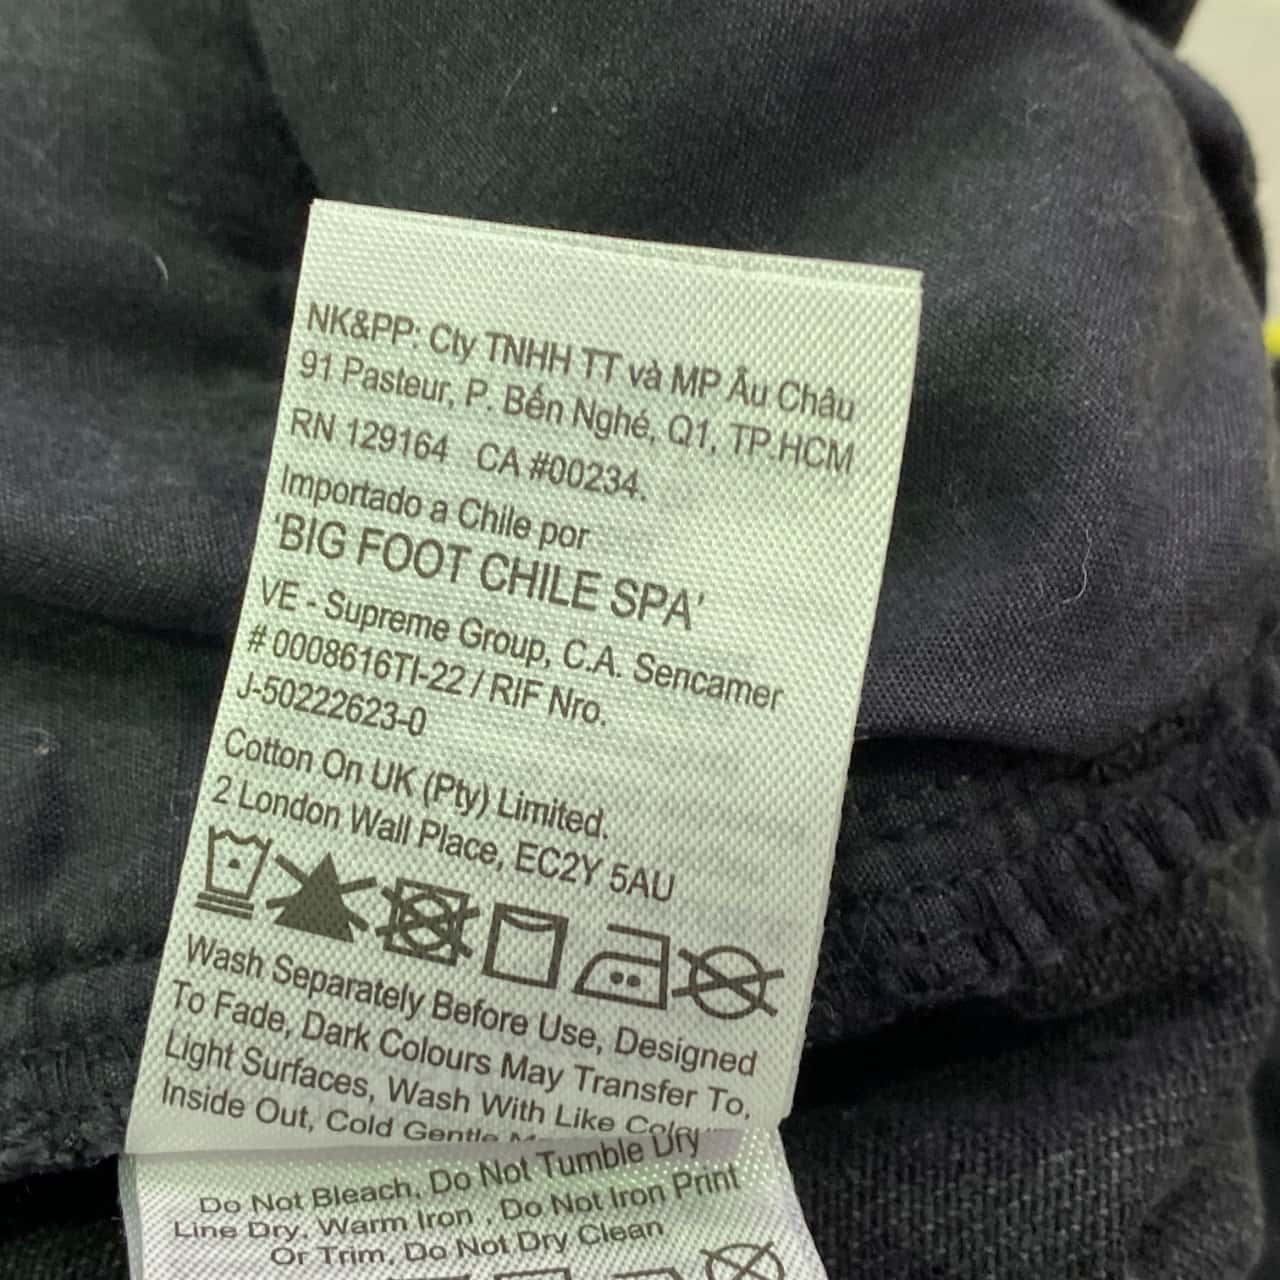 NK&PP: Cty TNHH TT và MP Âu Châu
91 Pasteur, P. Bến Nghé, Q1, TP.HCM
RN 129164 CA #00234.
Importado a Chile por
'BIG FOOT CHILE SPA'
VE - Supreme Group, C.A. Sencamer
# 0008616TI-22 / RIF Nro.
J-50222623-0
Cotton On UK (Pty) Limited.
2 London Wall Place, EC2Y 5AU
Wash Separately Before Use, Designed
To Fade, Dark Colours May Transfer To,
Light Surfaces, Wash With Like
Inside Out, Cold Gentle
Do Not Bleach, Do Not Tumble Dry
Line Dry, Warm Iron , Do Not Iron Print
Or Trim, Do Not Dry Clean